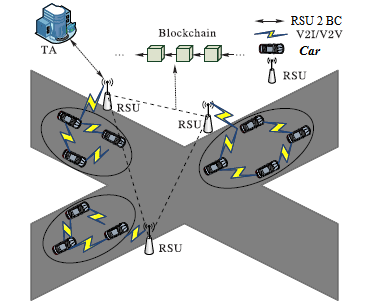 Blockchain
RSU 2 BC
V2I/V2V
Car
RSU
TA
...
...
RSU
RSU
RSU